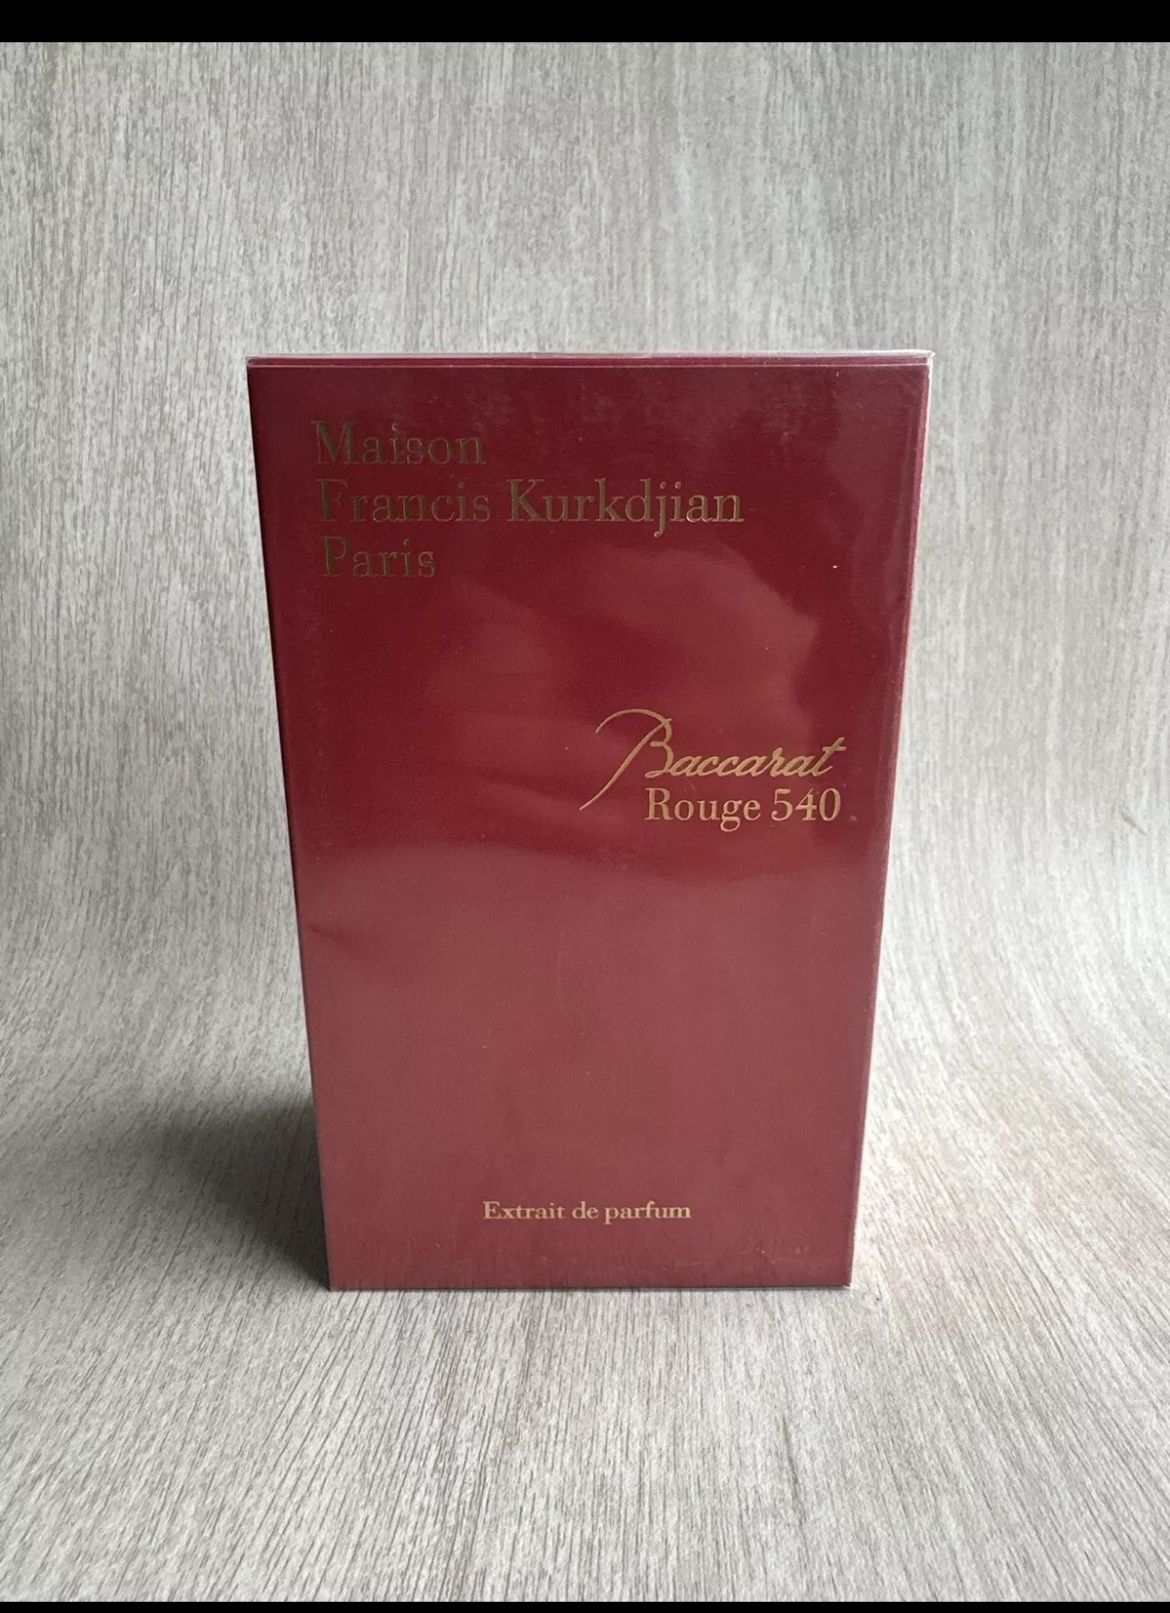 Maison
Francis Kurkdjian
Paris
Baccarat
Rouge 540
Extrait de parfum